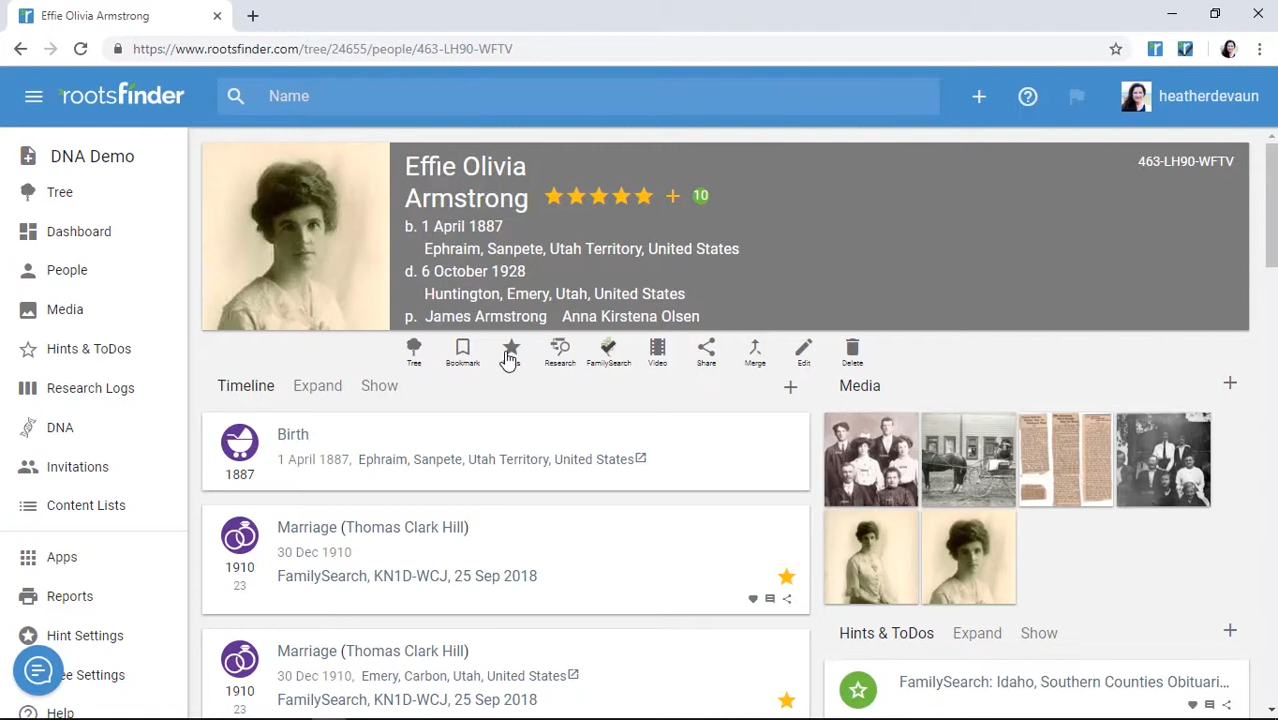 Effie Olivia Armstrong
https://www.rootsfinder.com/tree/24655/people/463-LH90-WFTV
rootsfinder
Name
heatherdevaun
DNA Demo
Tree
Dashboard
People
Media
Hints & ToDos
Research Logs
DNA
Invitations
Content Lists
Apps
Reports
Hint Settings
Settings
Help
Effie Olivia
Armstrong
10
463-LH90-WFTV
b. 1 April 1887
Ephraim, Sanpete, Utah Territory, United States
d. 6 October 1928
Huntington, Emery, Utah, United States
p. James Armstrong Anna Kirstena Olsen
Tree Bookmark Research FamilySearch Video Share Merge Edit Delete
Timeline Expand Show
Birth
1 April 1887, Ephraim, Sanpete, Utah Territory, United States
1887
Marriage (Thomas Clark Hill)
30 Dec 1910
1910
23
FamilySearch, KN1D-WCJ, 25 Sep 2018
Marriage (Thomas Clark Hill)
30 Dec 1910, Emery, Carbon, Utah, United States
1910
23
FamilySearch, KN1D-WCJ, 25 Sep 2018
Media
Hints & ToDos Expand Show
FamilySearch: Idaho, Southern Counties Obituari...